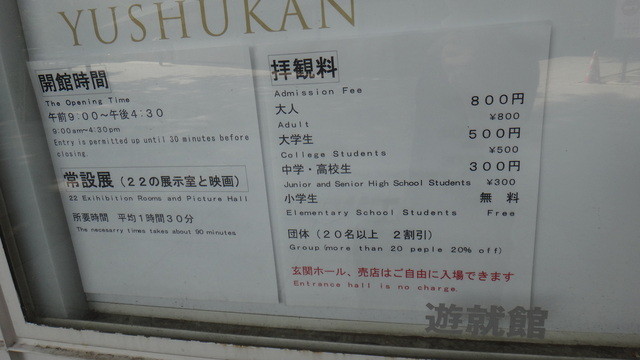 YUSHUKAN
開館時間
The Opening Time
午前9:00～午後4:30
9:00am~4:30pm
Entry is permitted up until 30 minutes before
closing.
常設展（22の展示室と映画）
22 Exihibition Rooms and Picture Hall
所要時間 平均1時間30分
The necesarry times takes about 90 minutes
拝観料
Admission Fee
大人 800円
Adult ¥800
大学生 500円
College Students ¥500
中学・高校生 300円
Junior and Senior High School Students ¥300
小学生 無料
Elementary School Students Free
団体（20名以上 2割引）
Group(more than 20 peple 20% off)
玄関ホール、売店はご自由に入場できます
Entrance hall is no charge.
遊就館